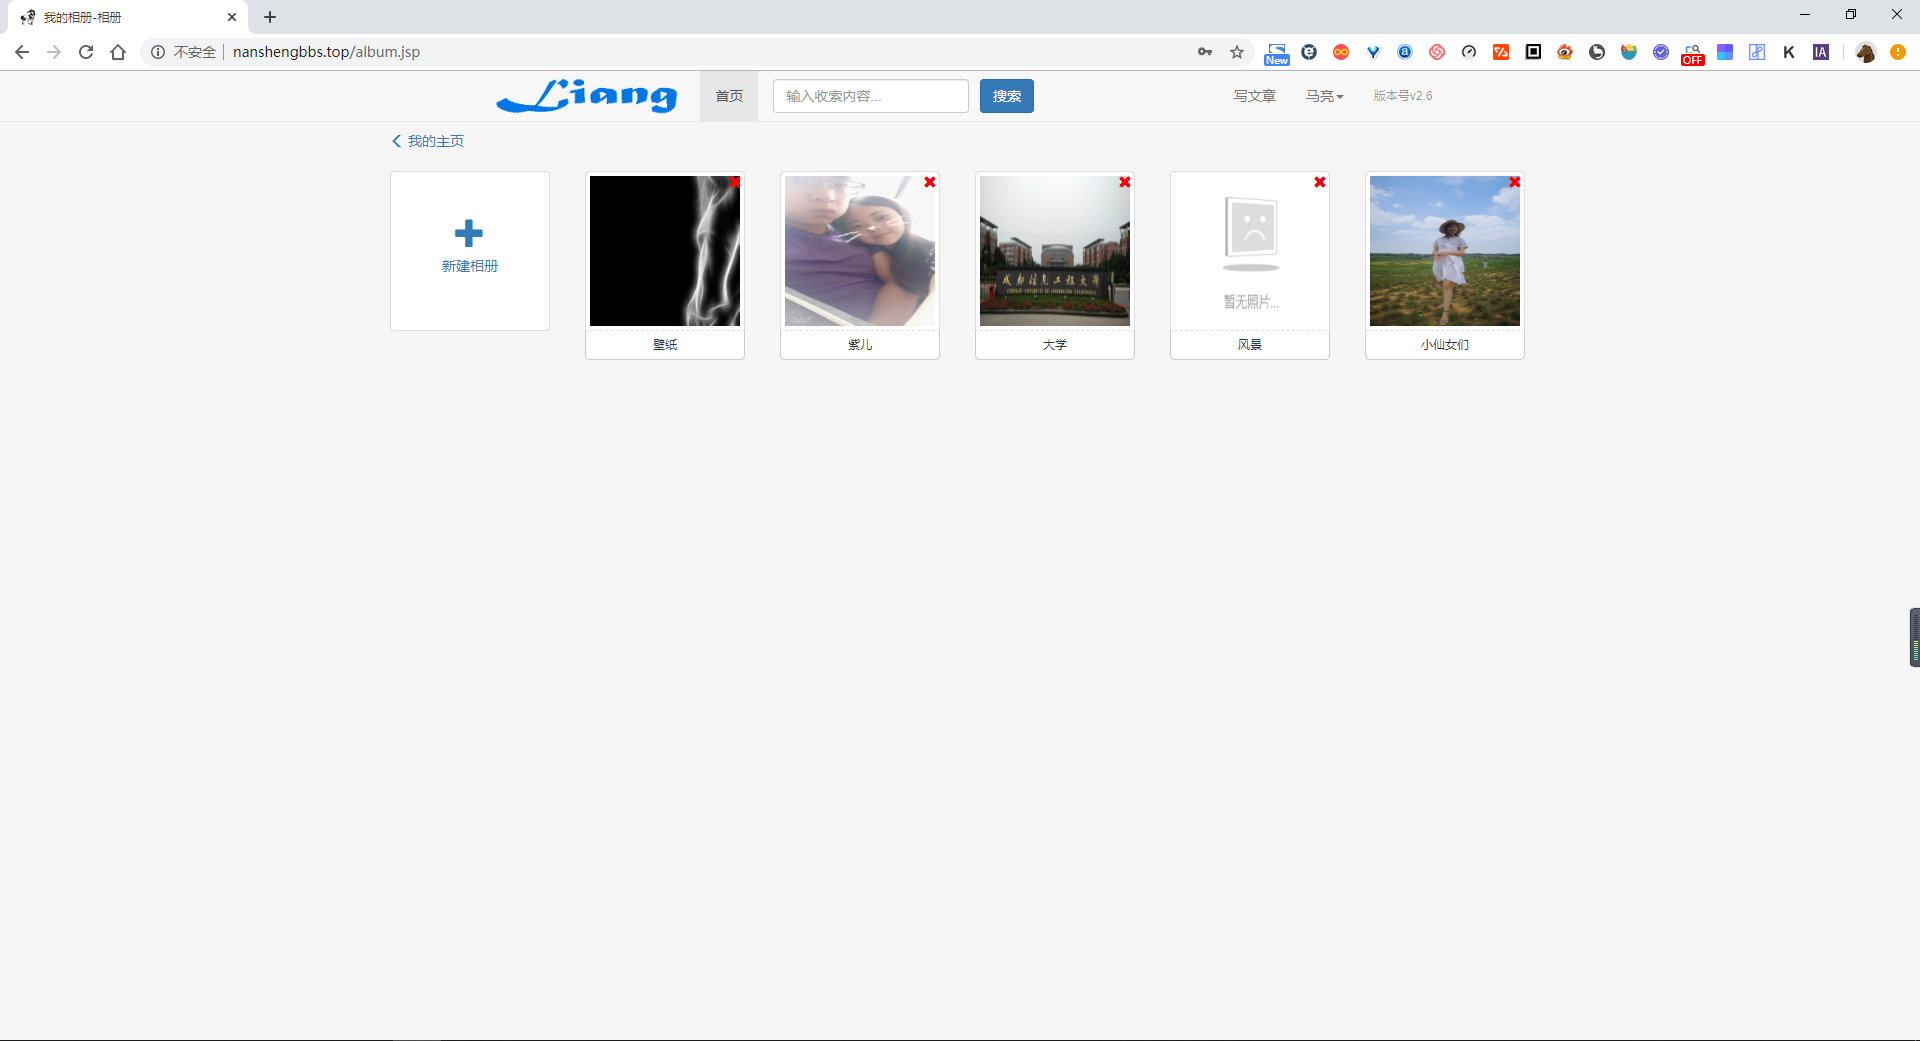 我的相册-相册
不安全 nanshengbbs.top/album.jsp
New
OFF
K
IA
Liang
首页
输入收索内容...
搜索
写文章
马亮
版本号v2.6
我的主页
新建相册
成都信息工程大学
暂无照片...
壁纸
紫儿
大学
风景
小仙女们